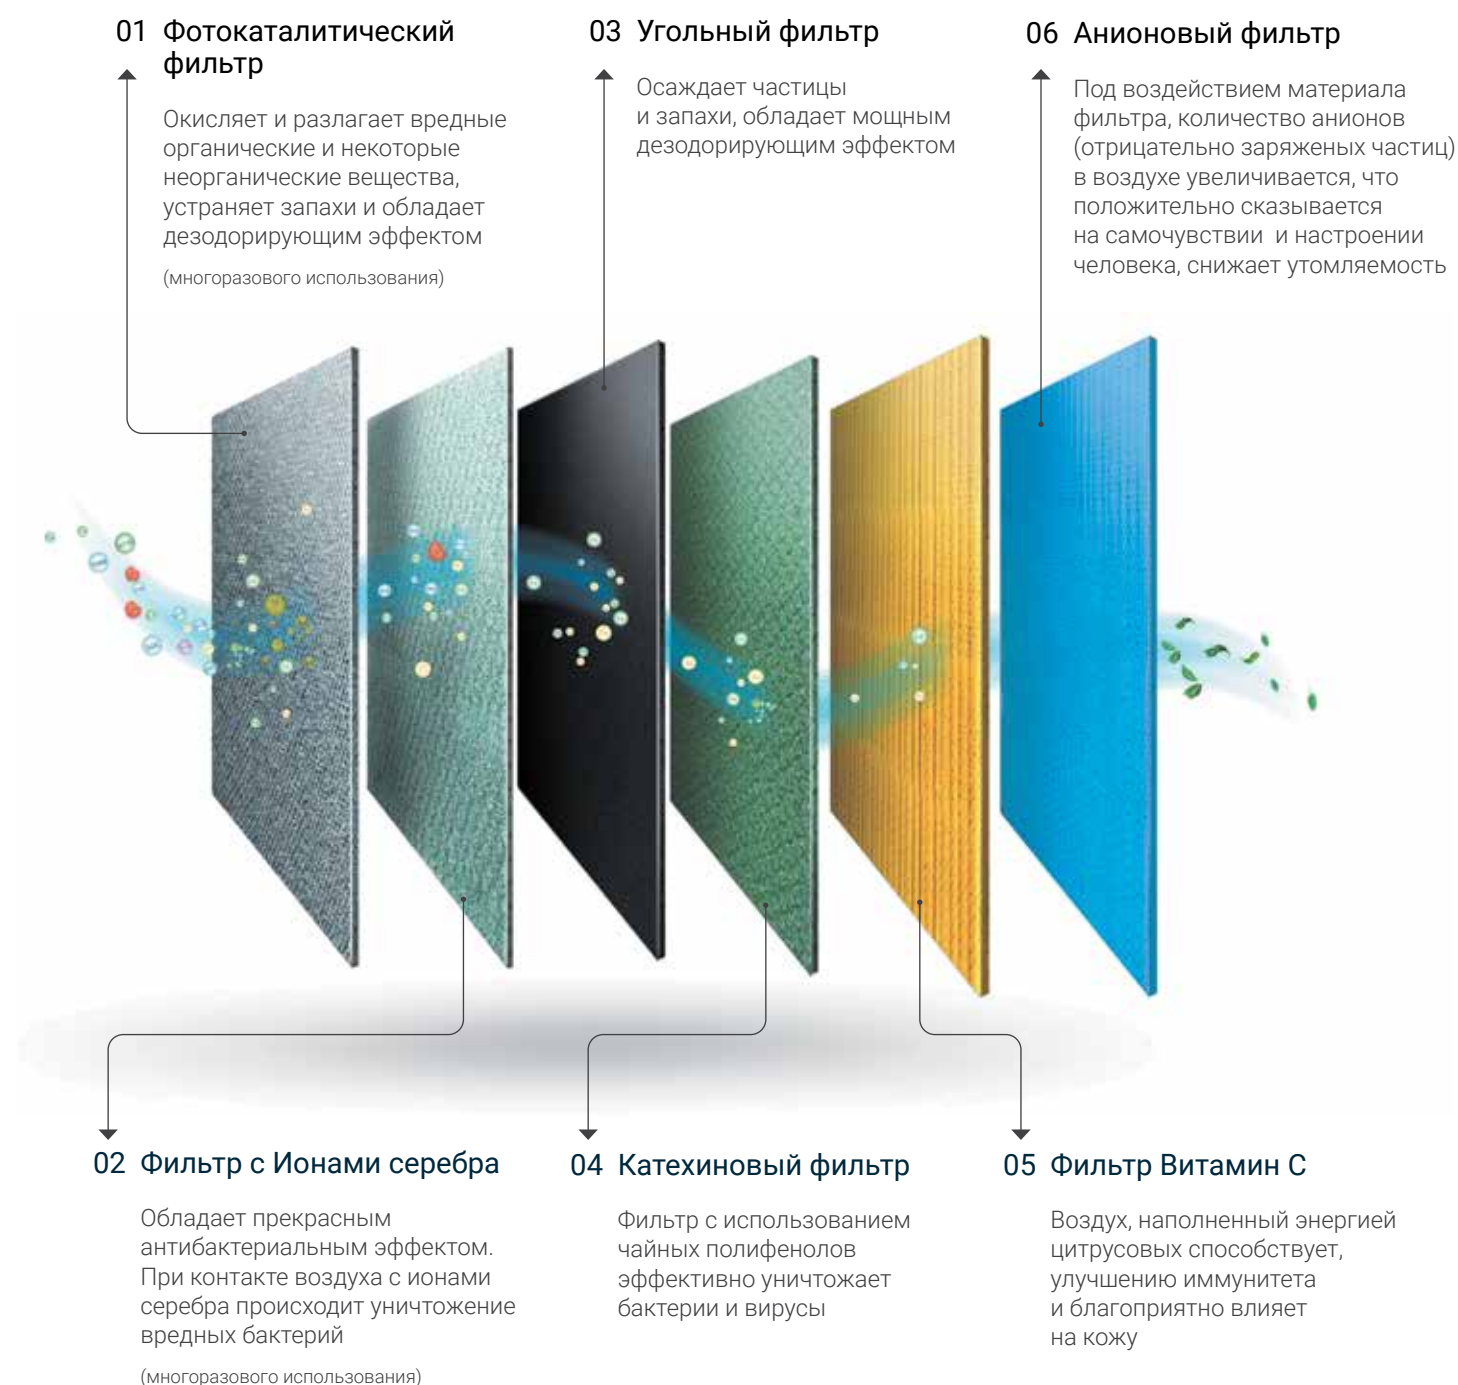 01 Фотокаталитический
фильтр
Окисляет и разлагает вредные
органические и некоторые
неорганические вещества,
устраняет запахи и обладает
дезодорирующим эффектом
(многоразового использования)
03 Угольный фильтр
Осаждает частицы
и запахи, обладает мощным
дезодорирующим эффектом
06 Анионовый фильтр
Под воздействием материала
фильтра, количество анионов
(отрицательно заряженых частиц)
в воздухе увеличивается, что
положительно сказывается
на самочувствии и настроении
человека, снижает утомляемость
02 Фильтр с Ионами серебра
Обладает прекрасным
антибактериальным эффектом.
При контакте воздуха с ионами
серебра происходит уничтожение
вредных бактерий
(многоразового использования)
04 Катехиновый фильтр
Фильтр с использованием
чайных полифенолов
эффективно уничтожает
бактерии и вирусы
05 Фильтр Витамин С
Воздух, наполненный энергией
цитрусовых способствует,
улучшению иммунитета
и благоприятно влияет
на кожу